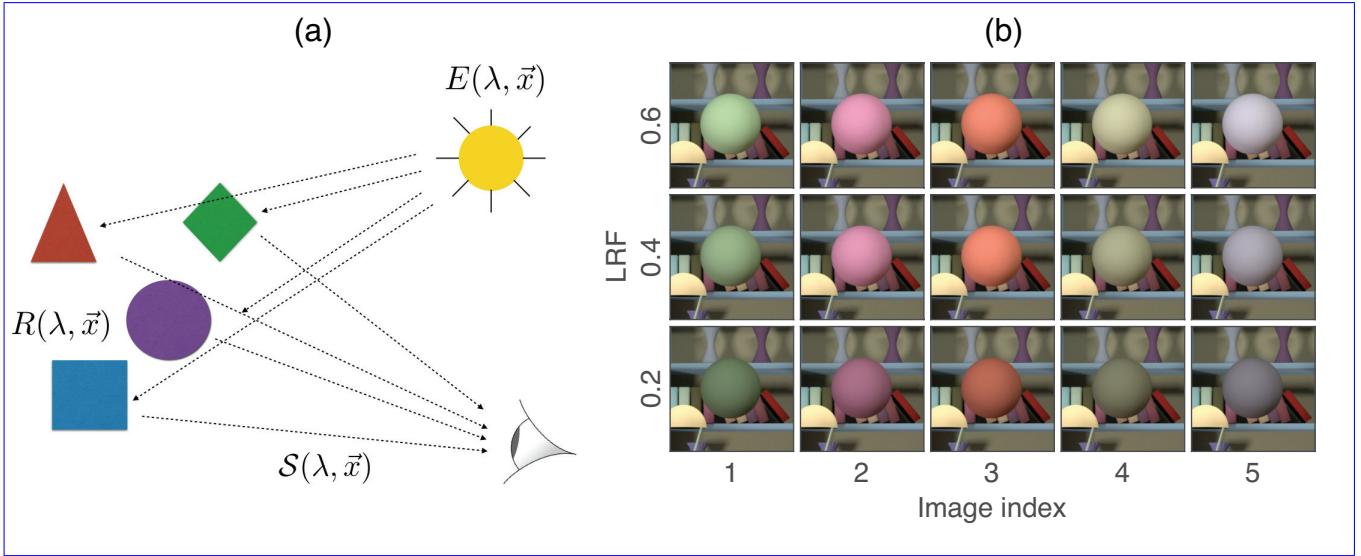 (a)
E(λ, x⃗)
R(λ, x⃗)
𝒮(λ, x⃗)
(b)
LRF
0.6
0.4
0.2
1 2 3 4 5
Image index